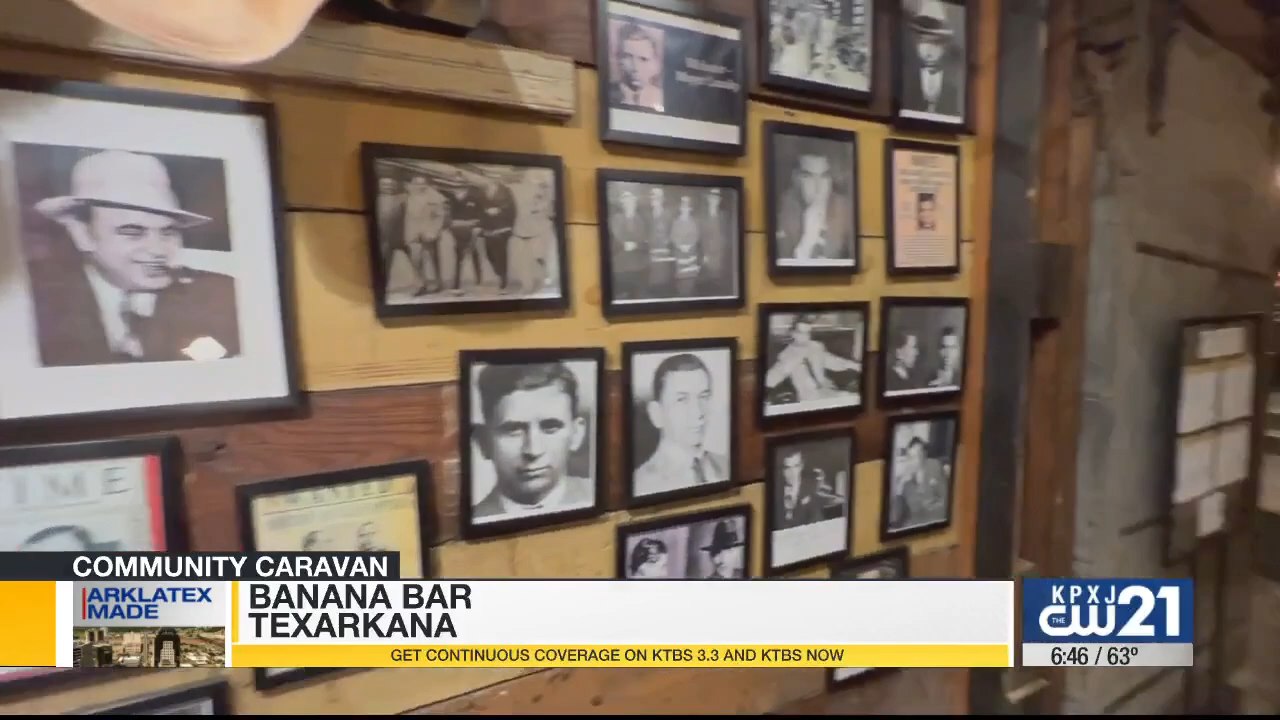 TIME
WANTED
COMMUNITY CARAVAN
ARKLATEX
MADE
BANANA BAR
TEXARKANA
GET CONTINUOUS COVERAGE ON KTBS 3.3 AND KTBS NOW
KPXJ
THE CW 21
6:46 / 63°